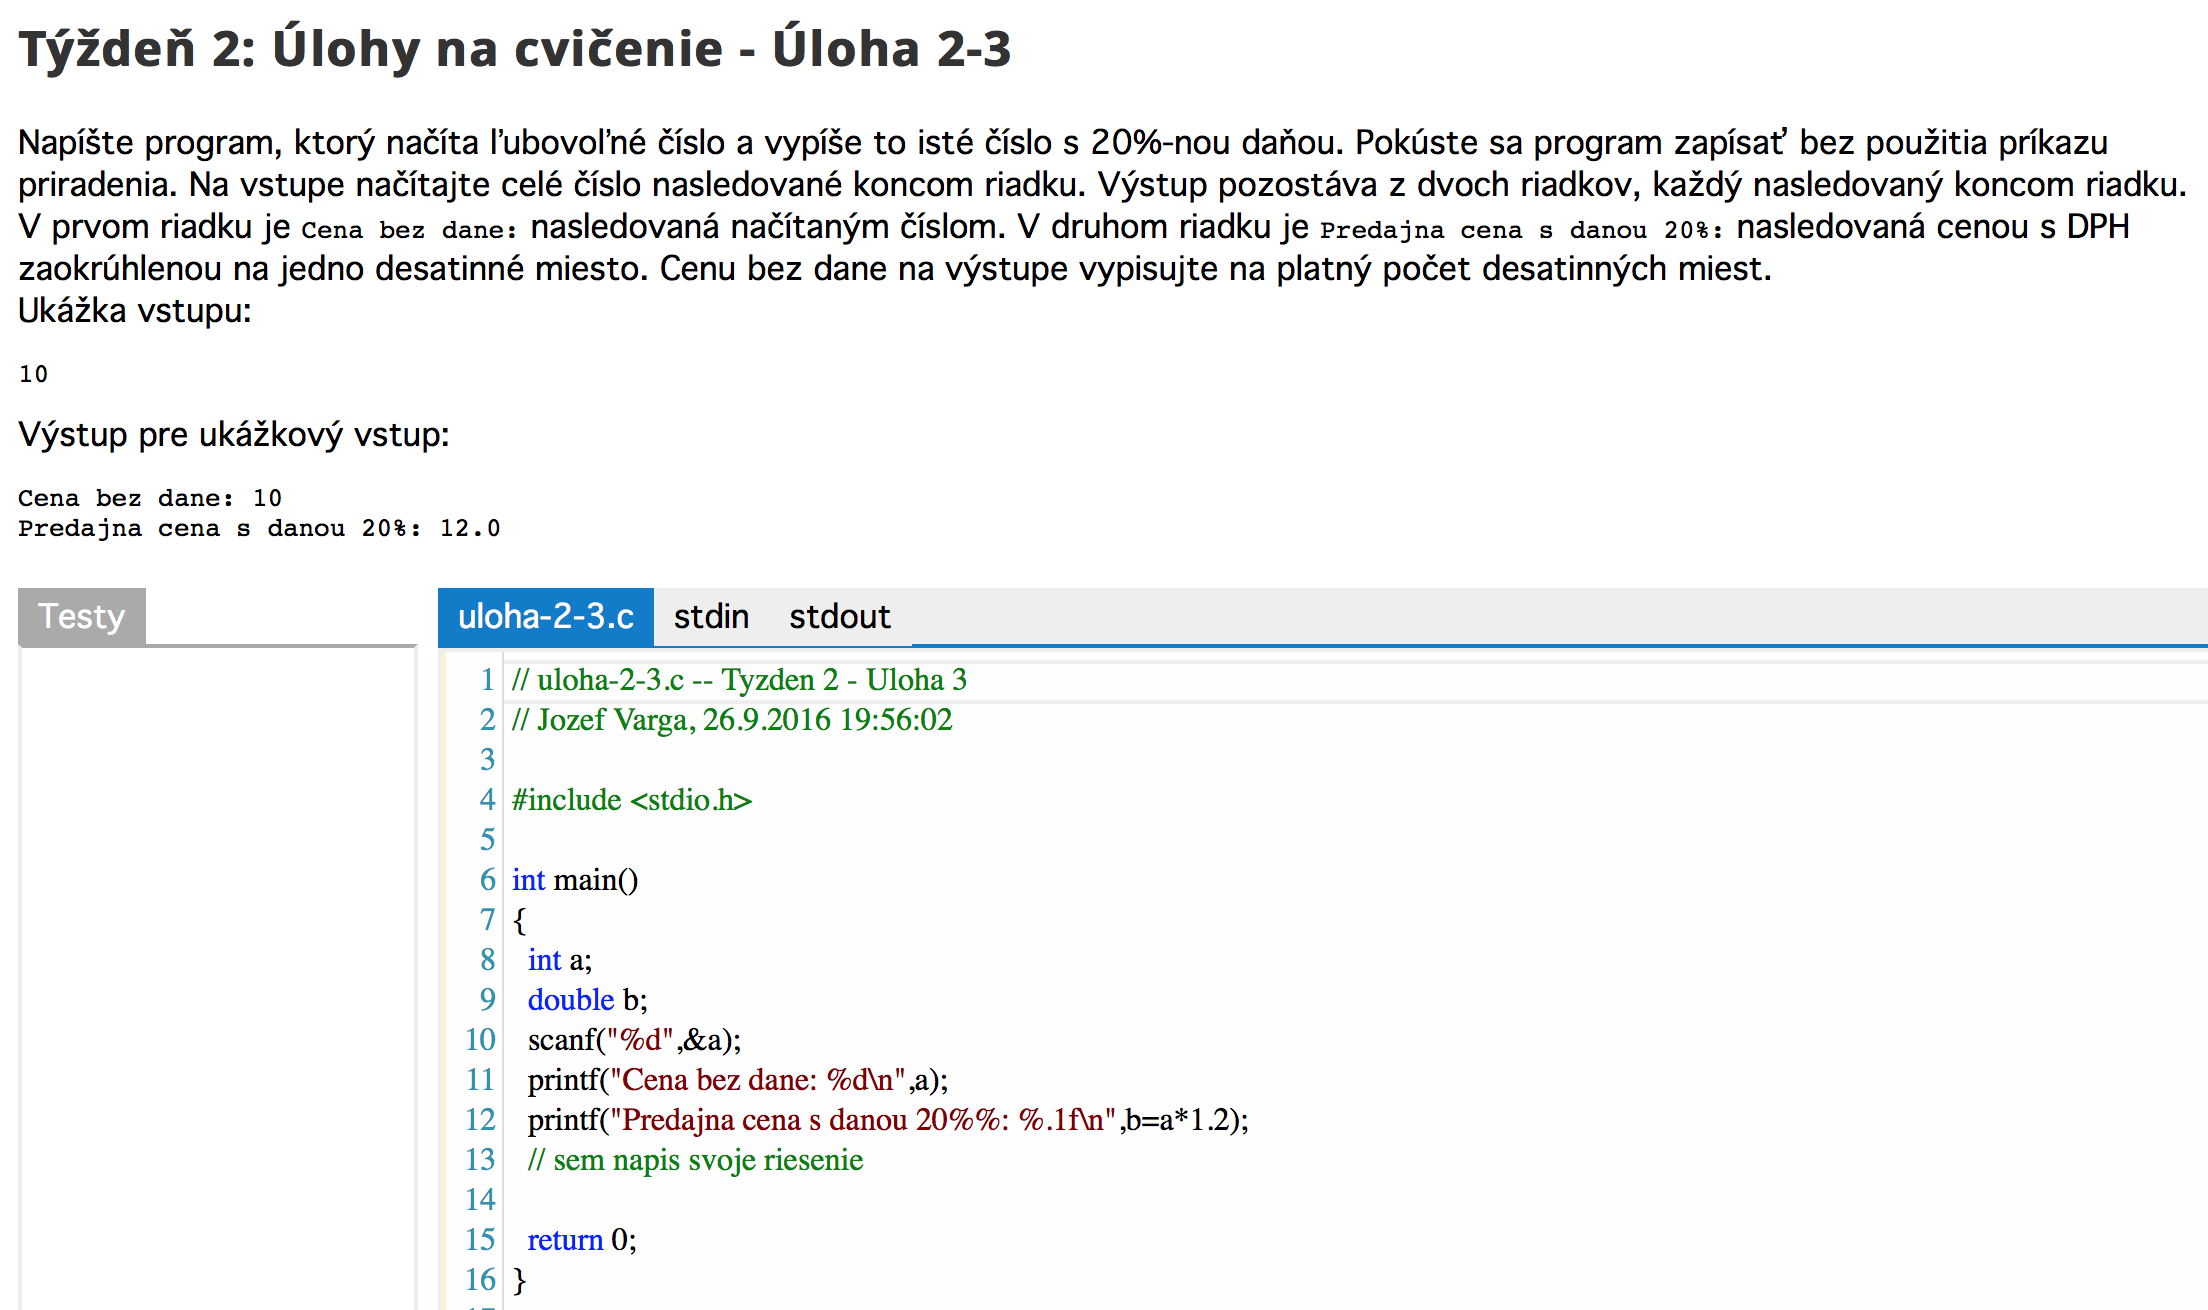 Týždeň 2: Úlohy na cvičenie - Úloha 2-3
Napíšte program, ktorý načíta ľubovoľné číslo a vypíše to isté číslo s 20%-nou daňou. Pokúste sa program zapísať bez použitia príkazu
priradenia. Na vstupe načítajte celé číslo nasledované koncom riadku. Výstup pozostáva z dvoch riadkov, každý nasledovaný koncom riadku.
V prvom riadku je Cena bez dane: nasledovaná načítaným číslom. V druhom riadku je Predajna cena s danou 20%: nasledovaná cenou s DPH
zaokrúhlenou na jedno desatinné miesto. Cenu bez dane na výstupe vypisujte na platný počet desatinných miest.
Ukážka vstupu:
10
Výstup pre ukážkový vstup:
Cena bez dane: 10
Predajna cena s danou 20%: 12.0
Testy
uloha-2-3.c stdin stdout
1 // uloha-2-3.c -- Tyzden 2 - Uloha 3
2 // Jozef Varga, 26.9.2016 19:56:02
3
4 #include <stdio.h>
5
6 int main()
7 {
8 int a;
9 double b;
10 scanf("%d",&a);
11 printf("Cena bez dane: %d\n",a);
12 printf("Predajna cena s danou 20%%: %.1f\n",b=a*1.2);
13 // sem napis svoje riesenie
14
15 return 0;
16 }